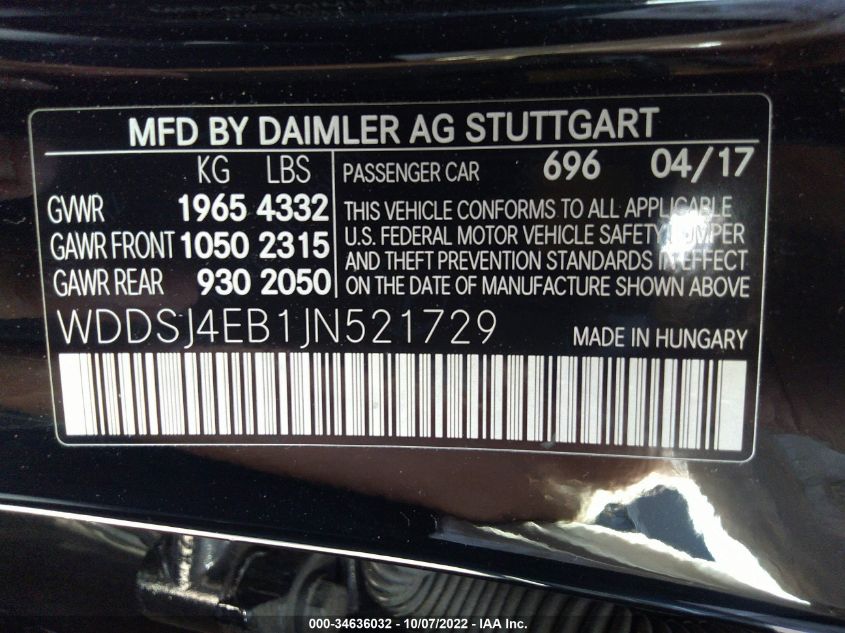 MFD BY DAIMLER AG STUTTGART
KG LBS
GVWR 1965 4332
GAWR FRONT 1050 2315
GAWR REAR 930 2050
PASSENGER CAR 696 04/17
THIS VEHICLE CONFORMS TO ALL APPLICABLE
U.S. FEDERAL MOTOR VEHICLE SAFETY, BUMPER
AND THEFT PREVENTION STANDARDS IN EFFECT
ON THE DATE OF MANUFACTURE SHOWN ABOVE
WDDSJ4EB1JN521729 MADE IN HUNGARY
000-34636032 - 10/07/2022 - IAA Inc.